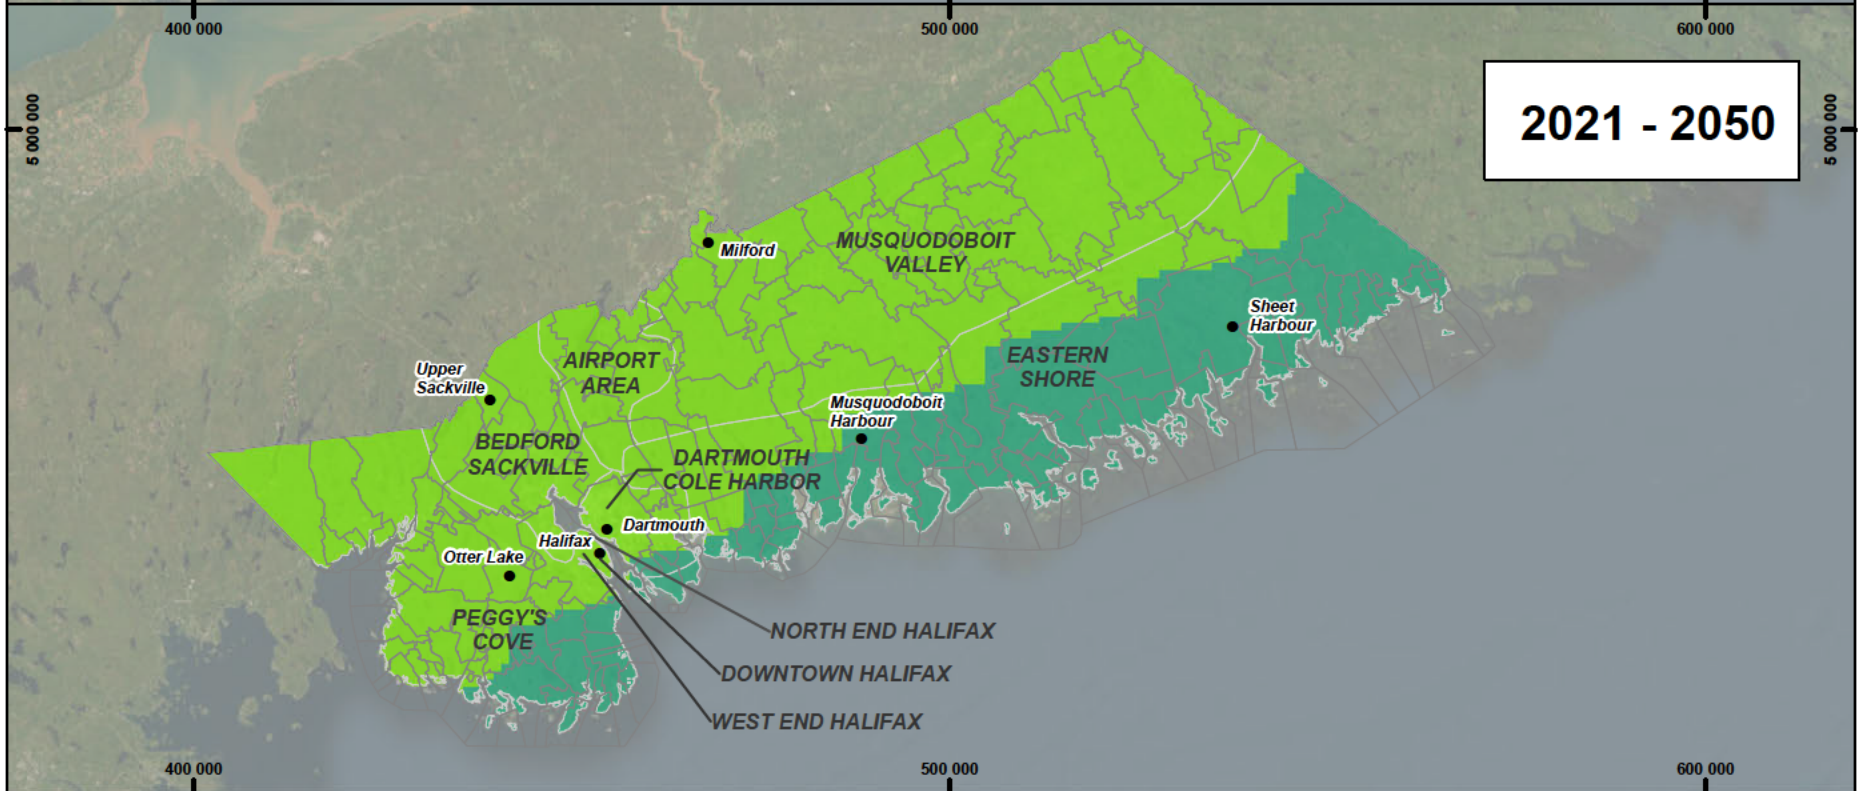 400 000
500 000
600 000
5 000 000
5 000 000
2021 - 2050
Milford
MUSQUODOBOIT
VALLEY
Sheet
Harbour
EASTERN
SHORE
AIRPORT
AREA
Upper
Sackville
Musquodoboit
Harbour
BEDFORD
SACKVILLE
DARTMOUTH
COLE HARBOR
Dartmouth
Halifax
Otter Lake
PEGGY'S
COVE
NORTH END HALIFAX
DOWNTOWN HALIFAX
WEST END HALIFAX
400 000
500 000
600 000